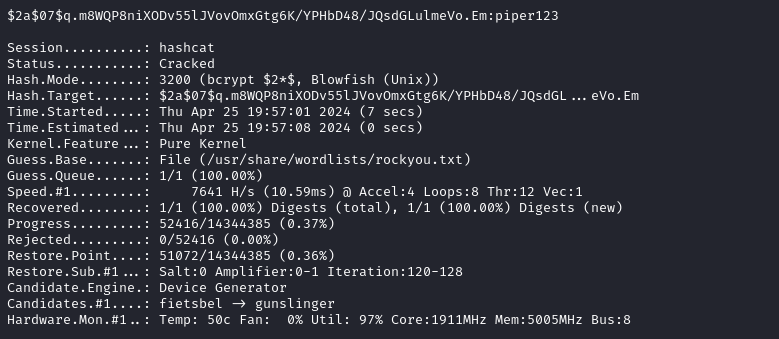 $2a$07$q.m8WQP8niXODv55lJVovOmxGtg6K/YPHbD48/JQsdGLulmeVo.Em:piper123
Session..........: hashcat
Status...........: Cracked
Hash.Mode........: 3200 (bcrypt $2*$, Blowfish (Unix))
Hash.Target......: $2a$07$q.m8WQP8niXODv55lJVovOmxGtg6K/YPHbD48/JQsdGL...eVo.Em
Time.Started.....: Thu Apr 25 19:57:01 2024 (7 secs)
Time.Estimated...: Thu Apr 25 19:57:08 2024 (0 secs)
Kernel.Feature...: Pure Kernel
Guess.Base.......: File (/usr/share/wordlists/rockyou.txt)
Guess.Queue......: 1/1 (100.00%)
Speed.#1.........:     7641 H/s (10.59ms) @ Accel:4 Loops:8 Thr:12 Vec:1
Recovered........: 1/1 (100.00%) Digests (total), 1/1 (100.00%) Digests (new)
Progress.........: 52416/14344385 (0.37%)
Rejected.........: 0/52416 (0.00%)
Restore.Point....: 51072/14344385 (0.36%)
Restore.Sub.#1...: Salt:0 Amplifier:0-1 Iteration:120-128
Candidate.Engine.: Device Generator
Candidates.#1....: fietsbel -> gunslinger
Hardware.Mon.#1..: Temp: 50c Fan:  0% Util: 97% Core:1911MHz Mem:5005MHz Bus:8